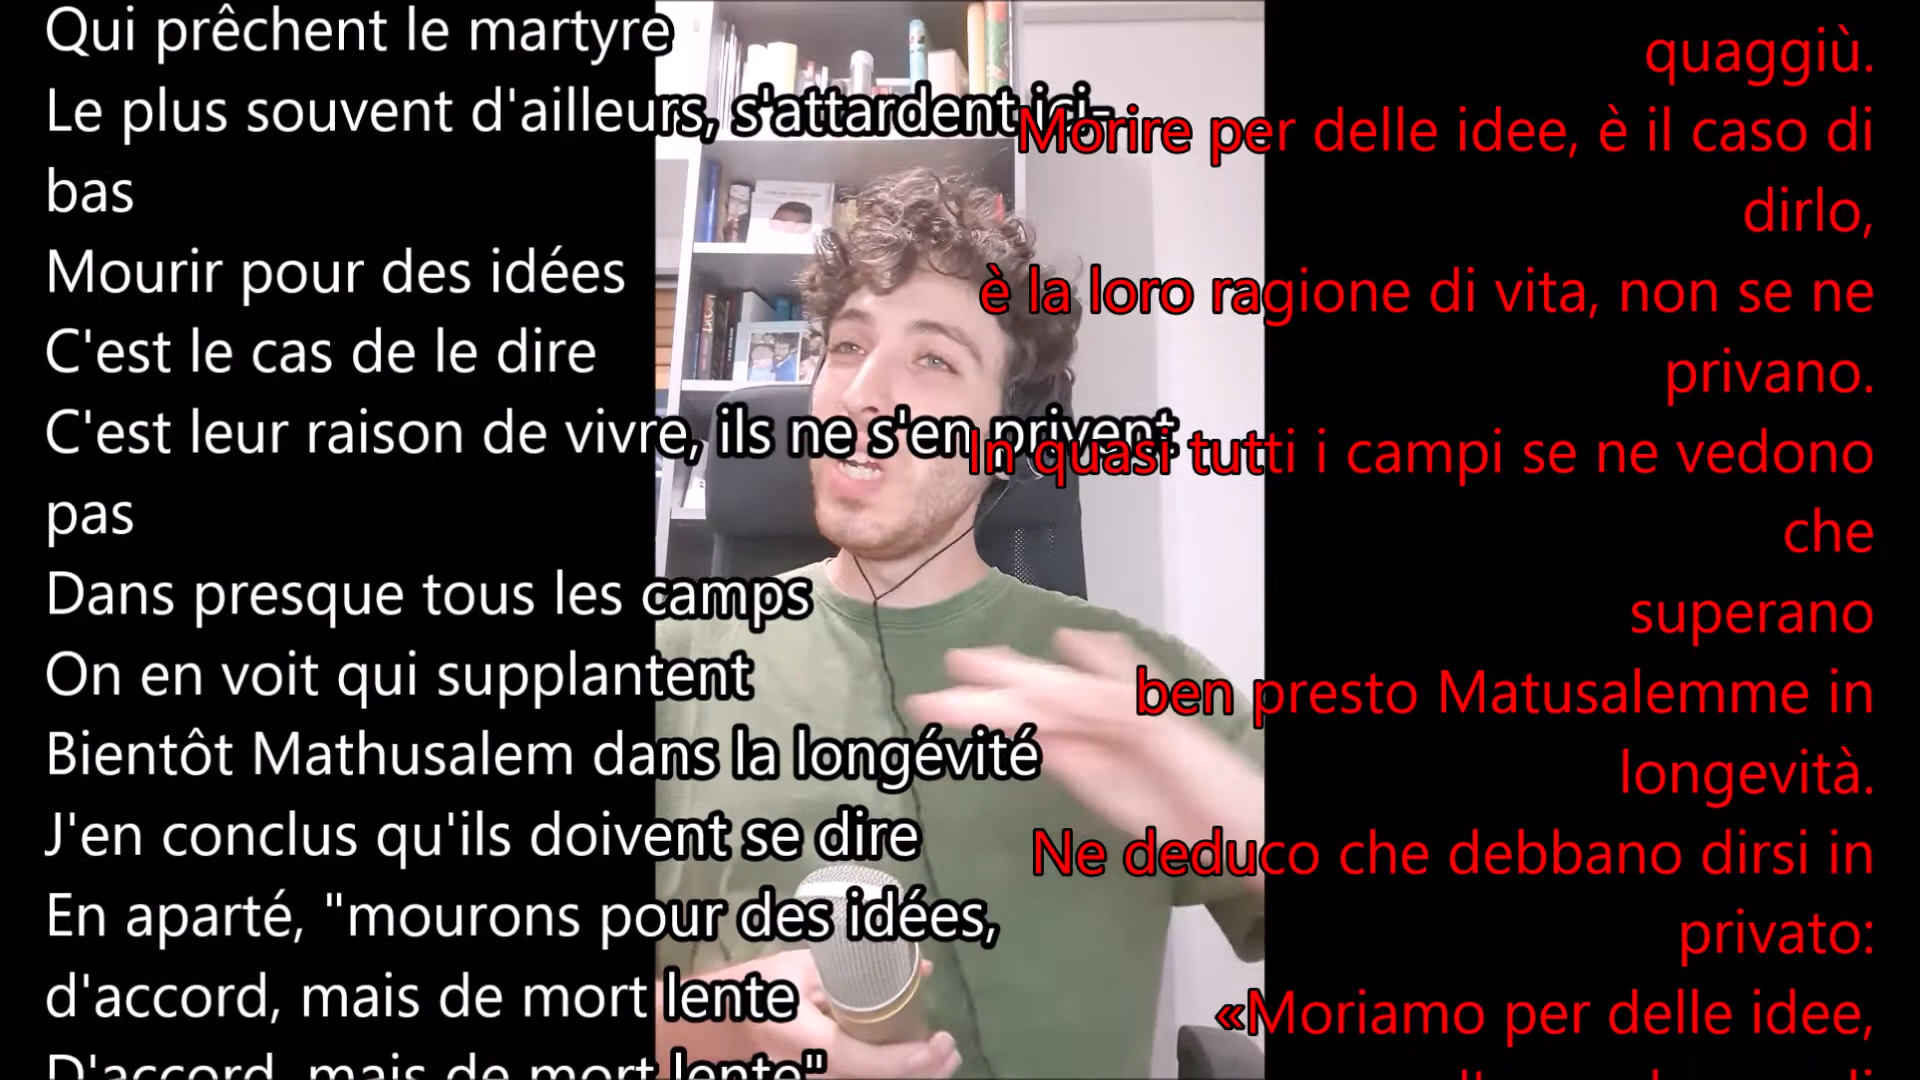 Qui prêchent le martyre
Le plus souvent d'ailleurs, s'attardent ici-
bas
Mourir pour des idées
C'est le cas de le dire
C'est leur raison de vivre, ils ne s'en privent
pas
Dans presque tous les camps
On en voit qui supplantent
Bientôt Mathusalem dans la longévité
J'en conclus qu'ils doivent se dire
En aparté, "mourons pour des idées,
d'accord, mais de mort lente
D'accord, mais de mort lente"
quaggiù.
Morire per delle idee, è il caso di
dirlo,
è la loro ragione di vita, non se ne
privano.
In quasi tutti i campi se ne vedono
che
superano
ben presto Matusalemme in
longevità.
Ne deduco che debbano dirsi in
privato:
«Moriamo per delle idee,